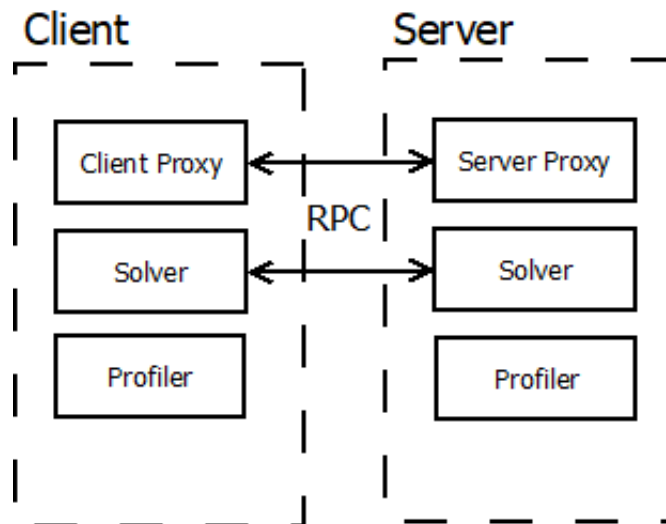 Client
Server
Client Proxy
Server Proxy
RPC
Solver
Solver
Profiler
Profiler